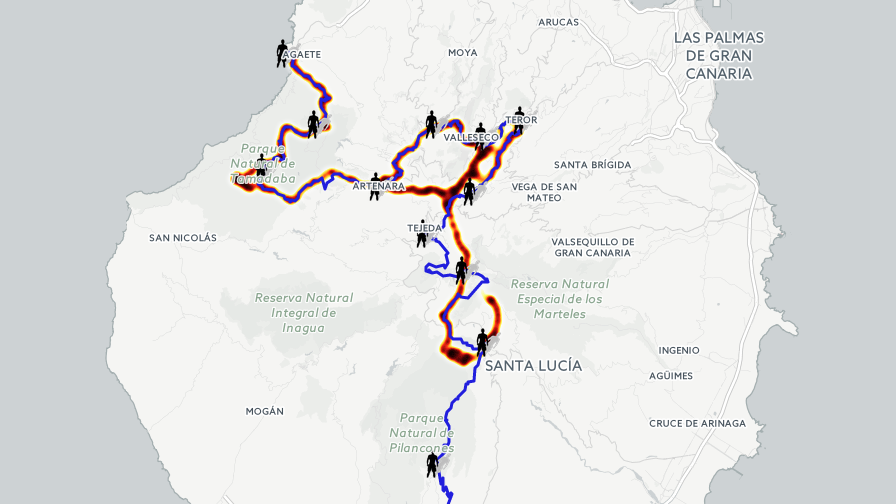 ARUCAS
LAS PALMAS
DE GRAN
CANARIA
AGAETE
MOYA
TEROR
VALLESECO
Parque
Natural de
Tamadaba
SANTA BRÍGIDA
ARTENARA
VEGA DE SAN
MATEO
TEJEDA
SAN NICOLÁS
VALSEQUILLO DE
GRAN CANARIA
Reserva Natural
Integral de
Inagua
Reserva Natural
Especial de los
Marteles
INGENIO
SANTA LUCÍA
AGÜIMES
MOGÁN
Parque
Natural de
Pilancones
CRUCE DE ARINAGA